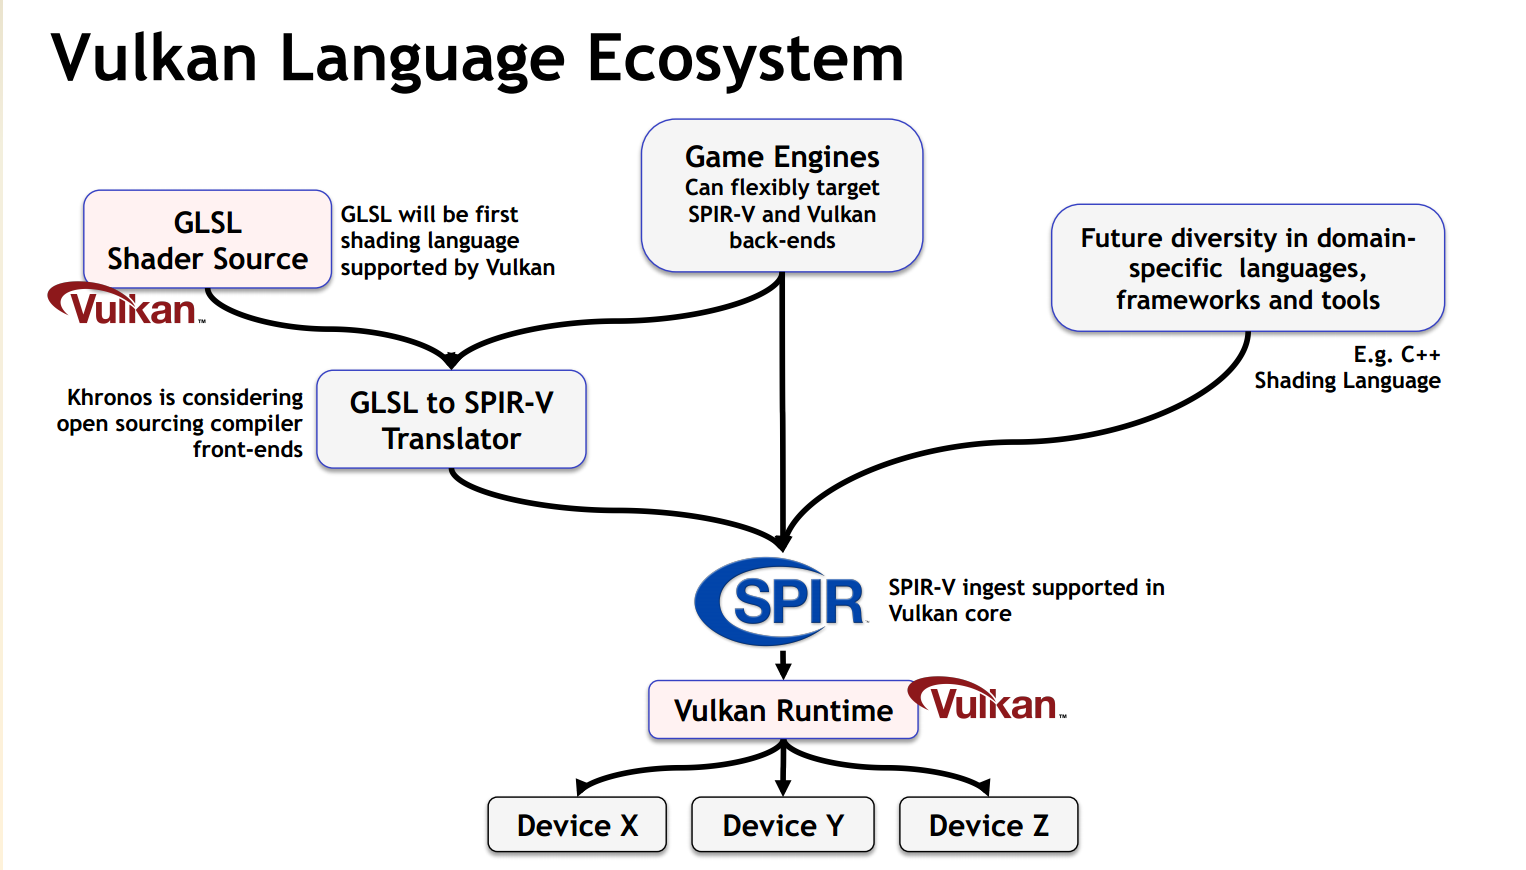 Vulkan Language Ecosystem
Game Engines
Can flexibly target
SPIR-V and Vulkan
back-ends
GLSL
Shader Source
GLSL will be first
shading language
supported by Vulkan
Vulkan™
Future diversity in domain-
specific languages,
frameworks and tools
E.g. C++
Shading Language
Khronos is considering
open sourcing compiler
front-ends
GLSL to SPIR-V
Translator
SPIR™
SPIR-V ingest supported in
Vulkan core
Vulkan Runtime
Vulkan™
Device X
Device Y
Device Z